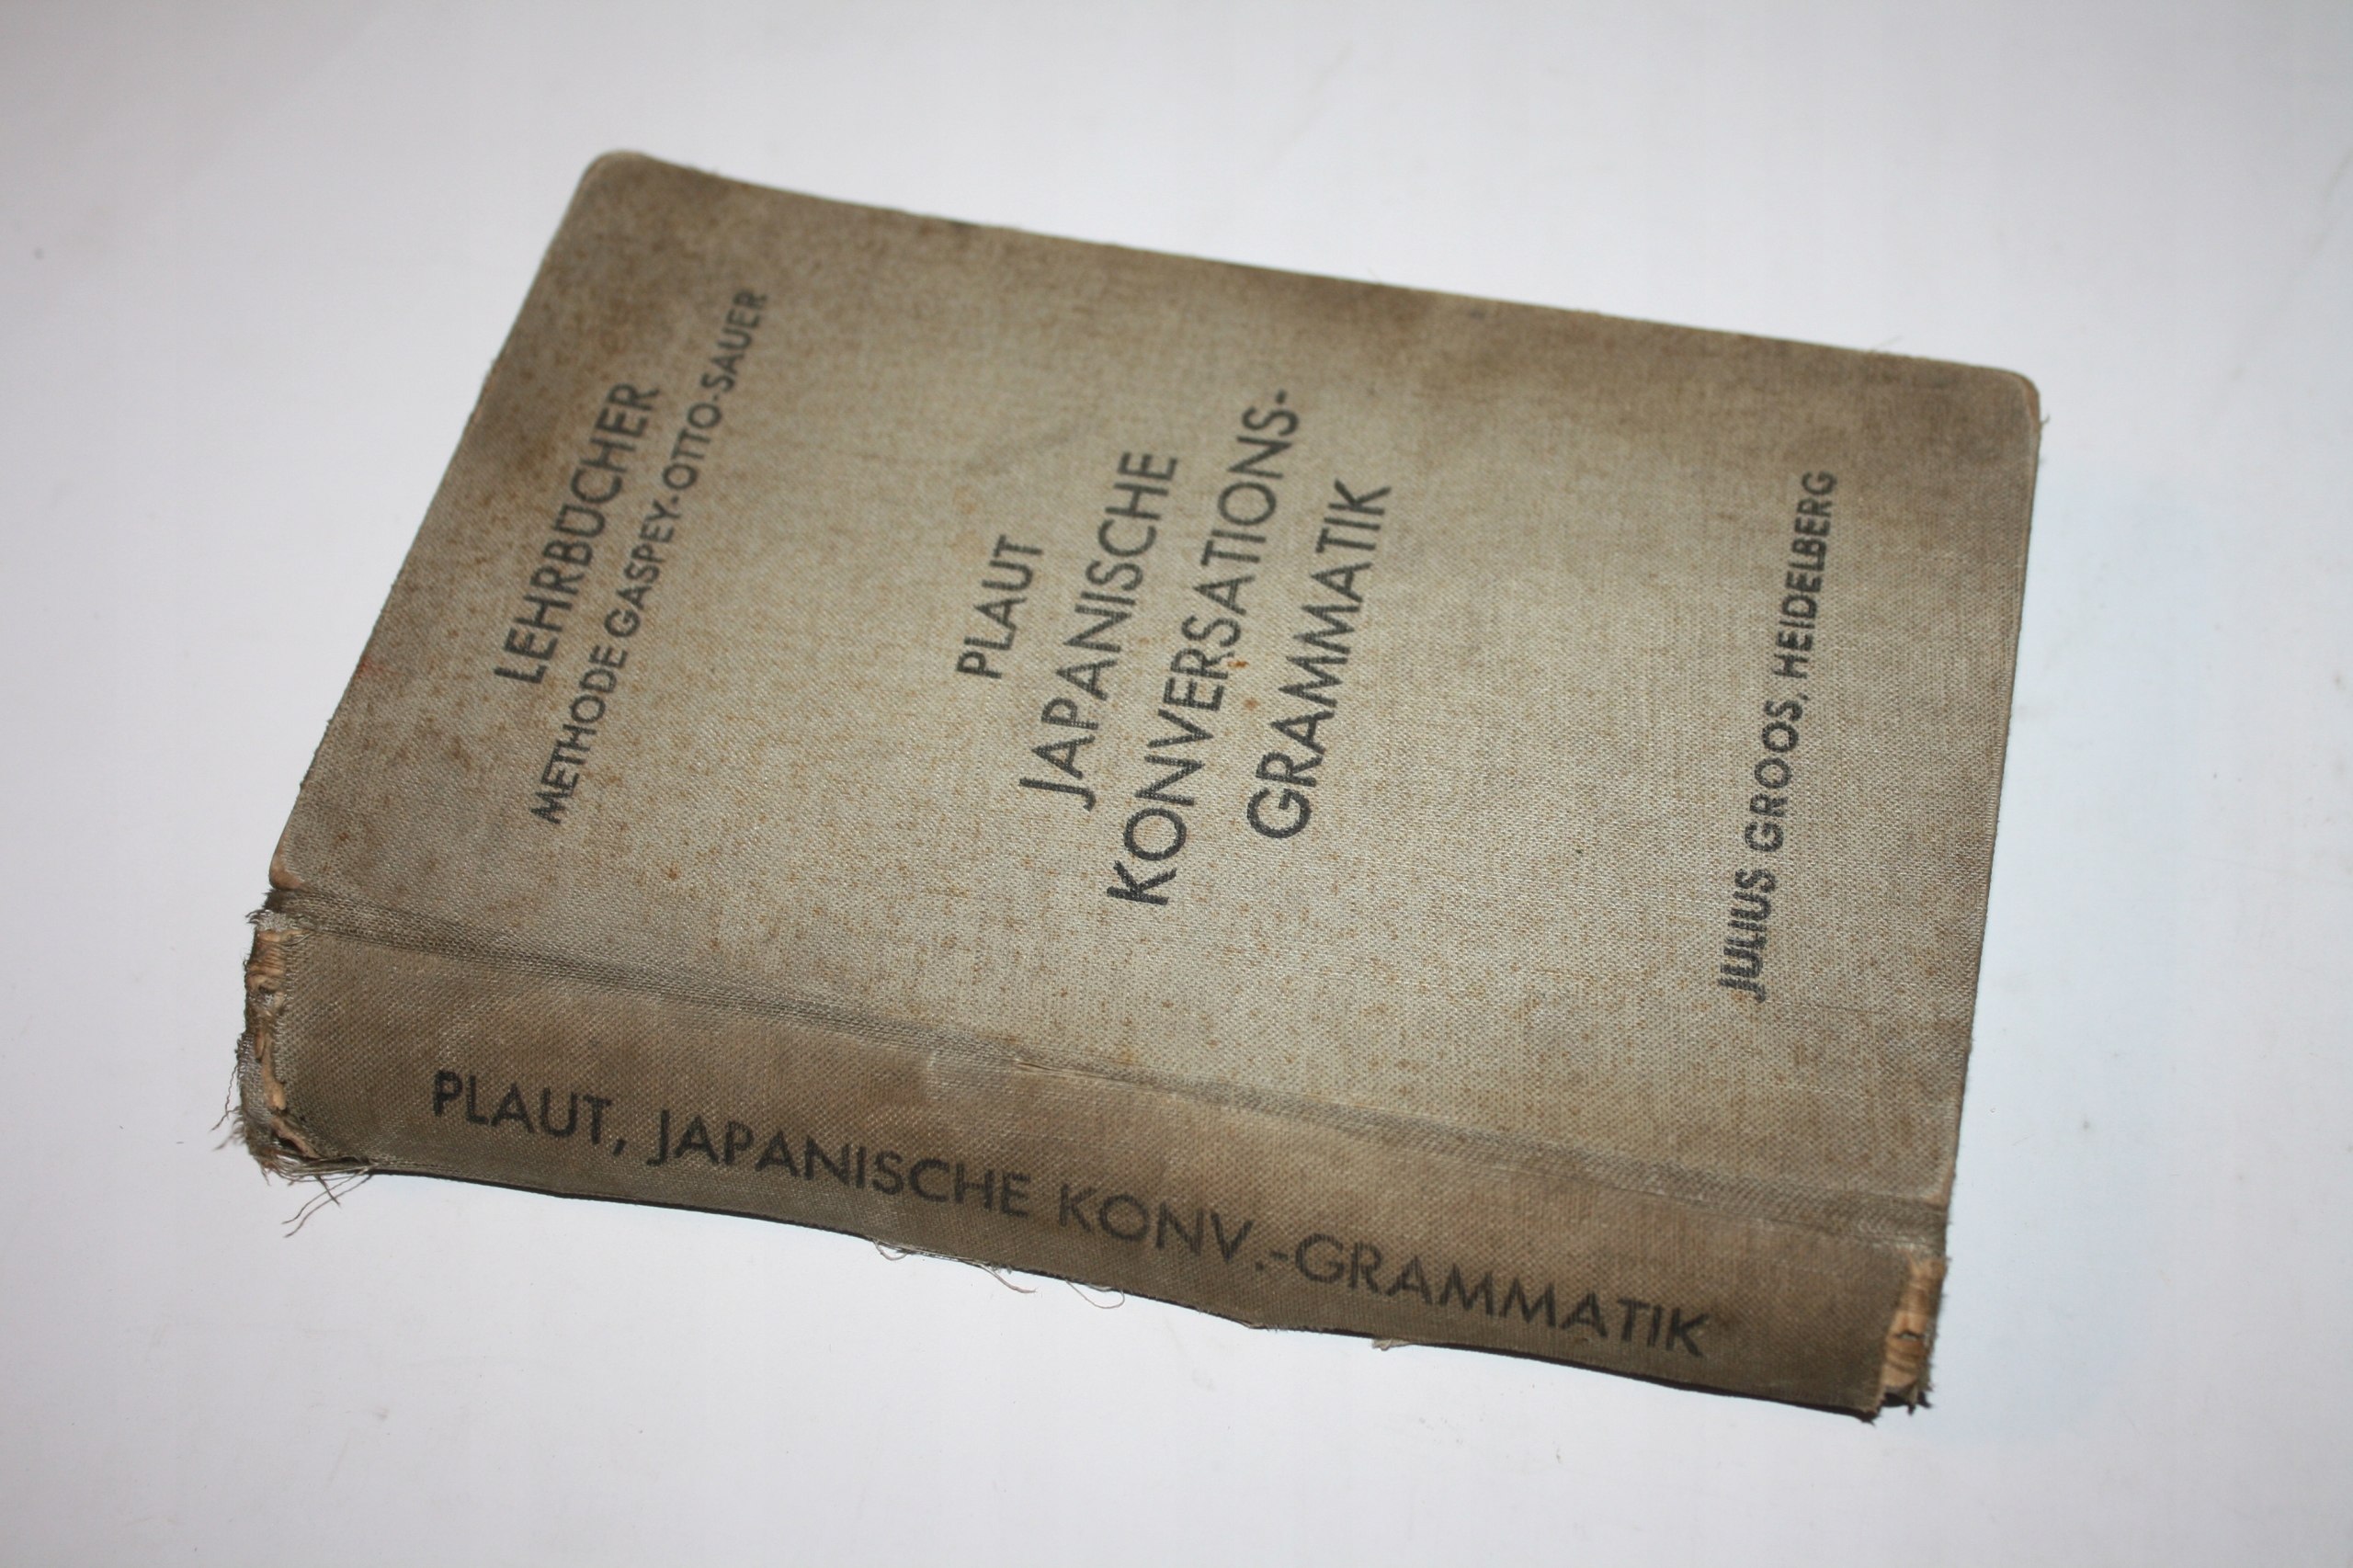 LEHRBÜCHER
METHODE GASPEY-OTTO-SAUER
PLAUT
JAPANISCHE
KONVERSATIONS-
GRAMMATIK
JULIUS GROOS, HEIDELBERG
PLAUT, JAPANISCHE KONV.-GRAMMATIK